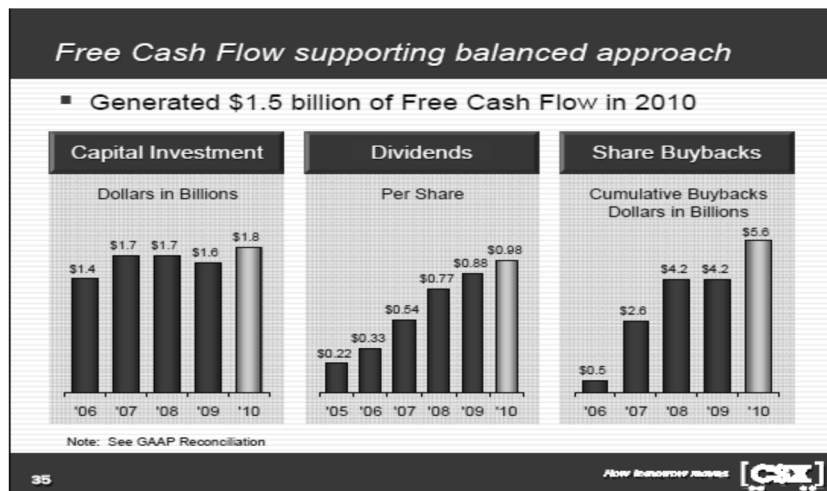 Free Cash Flow supporting balanced approach
▪ Generated $1.5 billion of Free Cash Flow in 2010
Capital Investment
Dollars in Billions
$1.4
$1.7
$1.7
$1.6
$1.8
'06 '07 '08 '09 '10
Dividends
Per Share
$0.22
$0.33
$0.54
$0.77
$0.88
$0.98
'05 '06 '07 '08 '09 '10
Share Buybacks
Cumulative Buybacks
Dollars in Billions
$0.5
$2.6
$4.2
$4.2
$5.6
'06 '07 '08 '09 '10
Note: See GAAP Reconciliation
35
How tomorrow moves
[CSX]